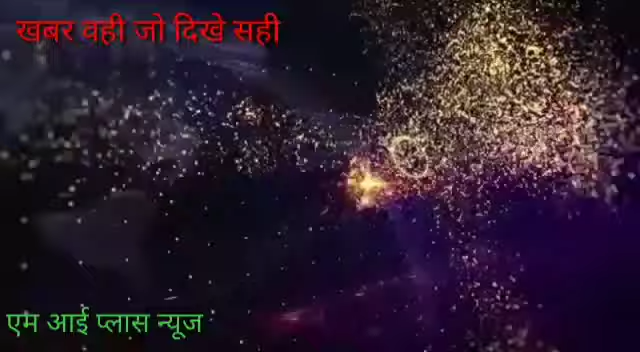 खबर वही जो दिखे सही
एम आई प्लास न्यूज